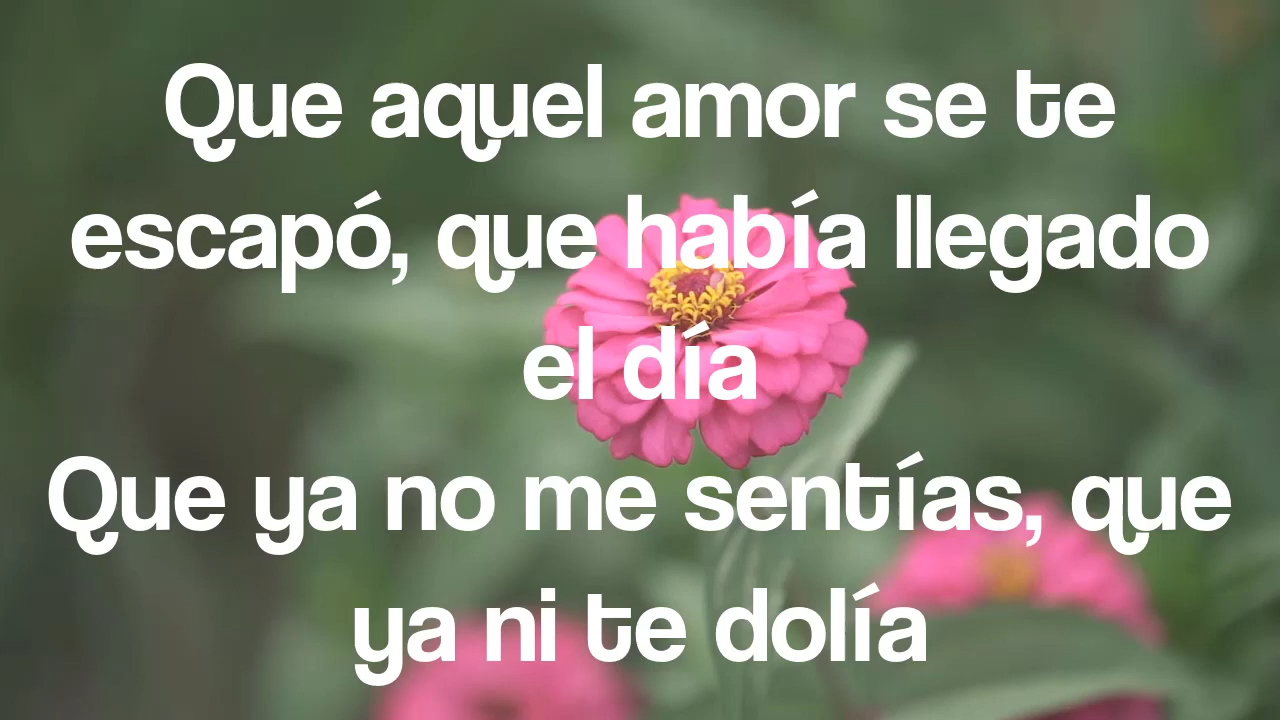 Que aquel amor se te
escapó, que había llegado
el día
Que ya no me sentías, que
ya ni te dolía